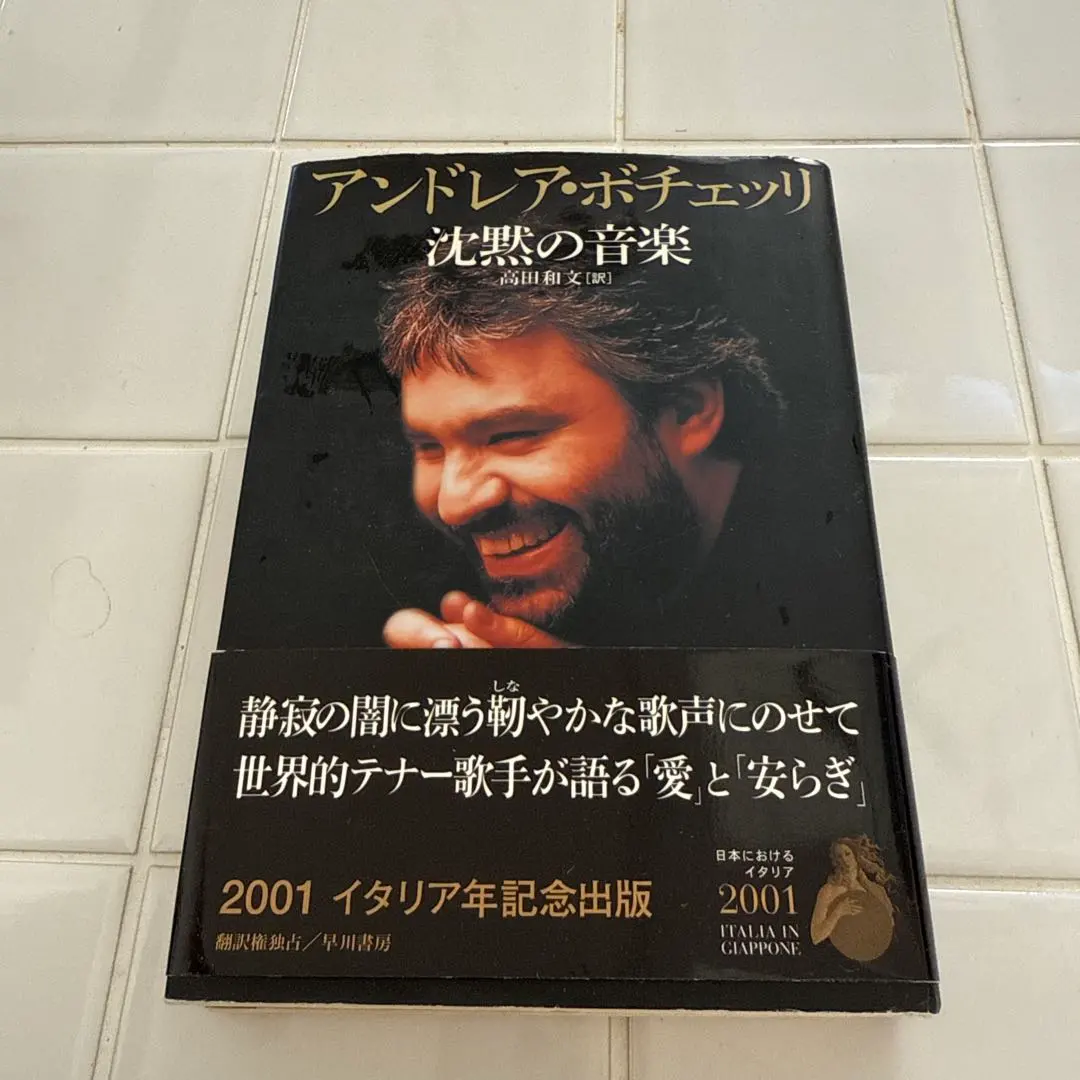 アンドレア・ボチェッリ
沈黙の音楽
高田和文[訳]
しな
静寂の闇に漂う靭やかな歌声にのせて
世界的テナー歌手が語る「愛」と「安らぎ」
2001 イタリア年記念出版
翻訳権独占/早川書房
日本における
イタリア
2001
ITALIA IN
GIAPPONE